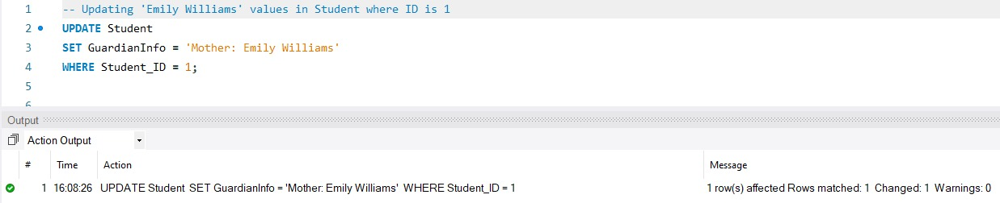 1 -- Updating 'Emily Williams' values in Student where ID is 1
2 UPDATE Student
3 SET GuardianInfo = 'Mother: Emily Williams'
4 WHERE Student_ID = 1;
5
6
Output
Action Output
# Time Action Message
1 16:08:26 UPDATE Student SET GuardianInfo = 'Mother: Emily Williams' WHERE Student_ID = 1 1 row(s) affected Rows matched: 1 Changed: 1 Warnings: 0